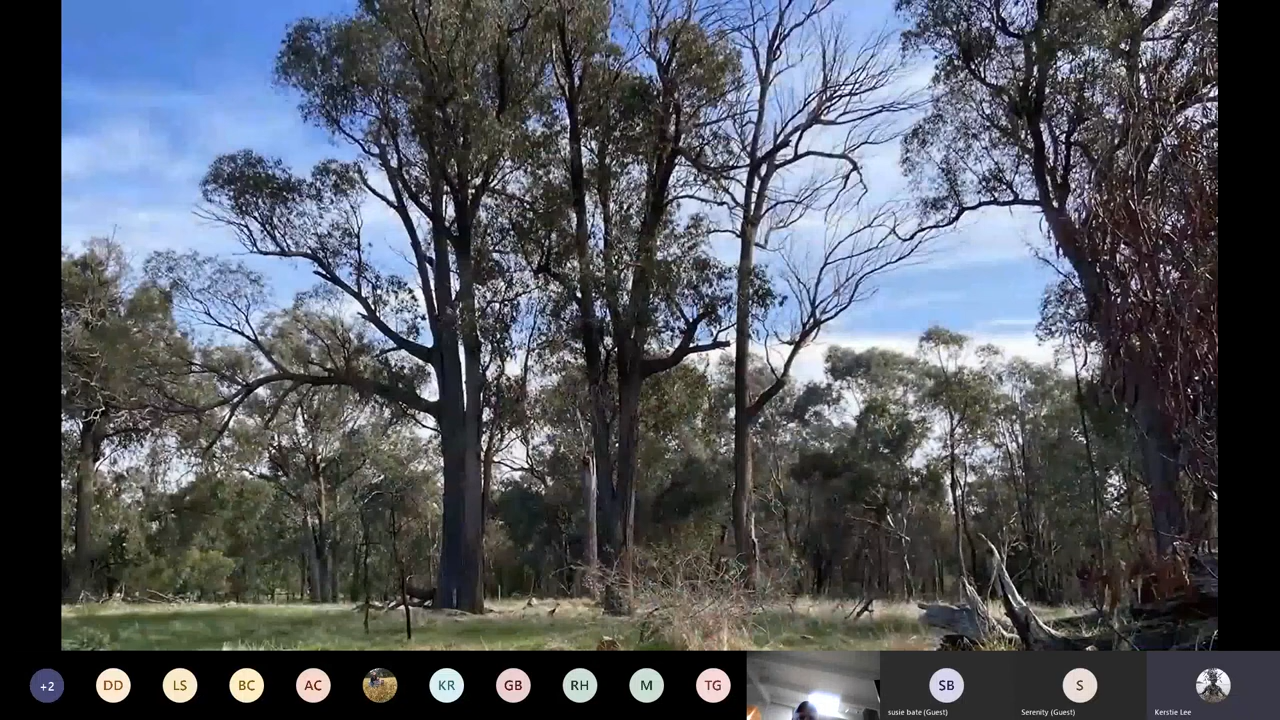 +2
DD
LS
BC
AC
KR
GB
RH
M
TG
SB
susie bate (Guest)
S
Serenity (Guest)
Kerstie Lee